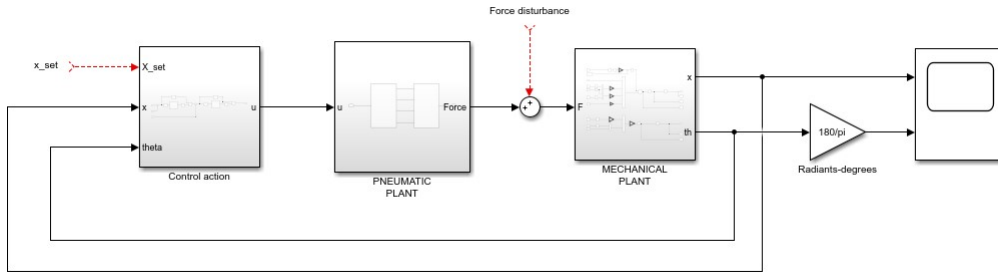 Force disturbance
x_set
X_set
x
theta
u
Control action
u
Force
PNEUMATIC
PLANT
F
x
th
MECHANICAL
PLANT
180/pi
Radiants-degrees